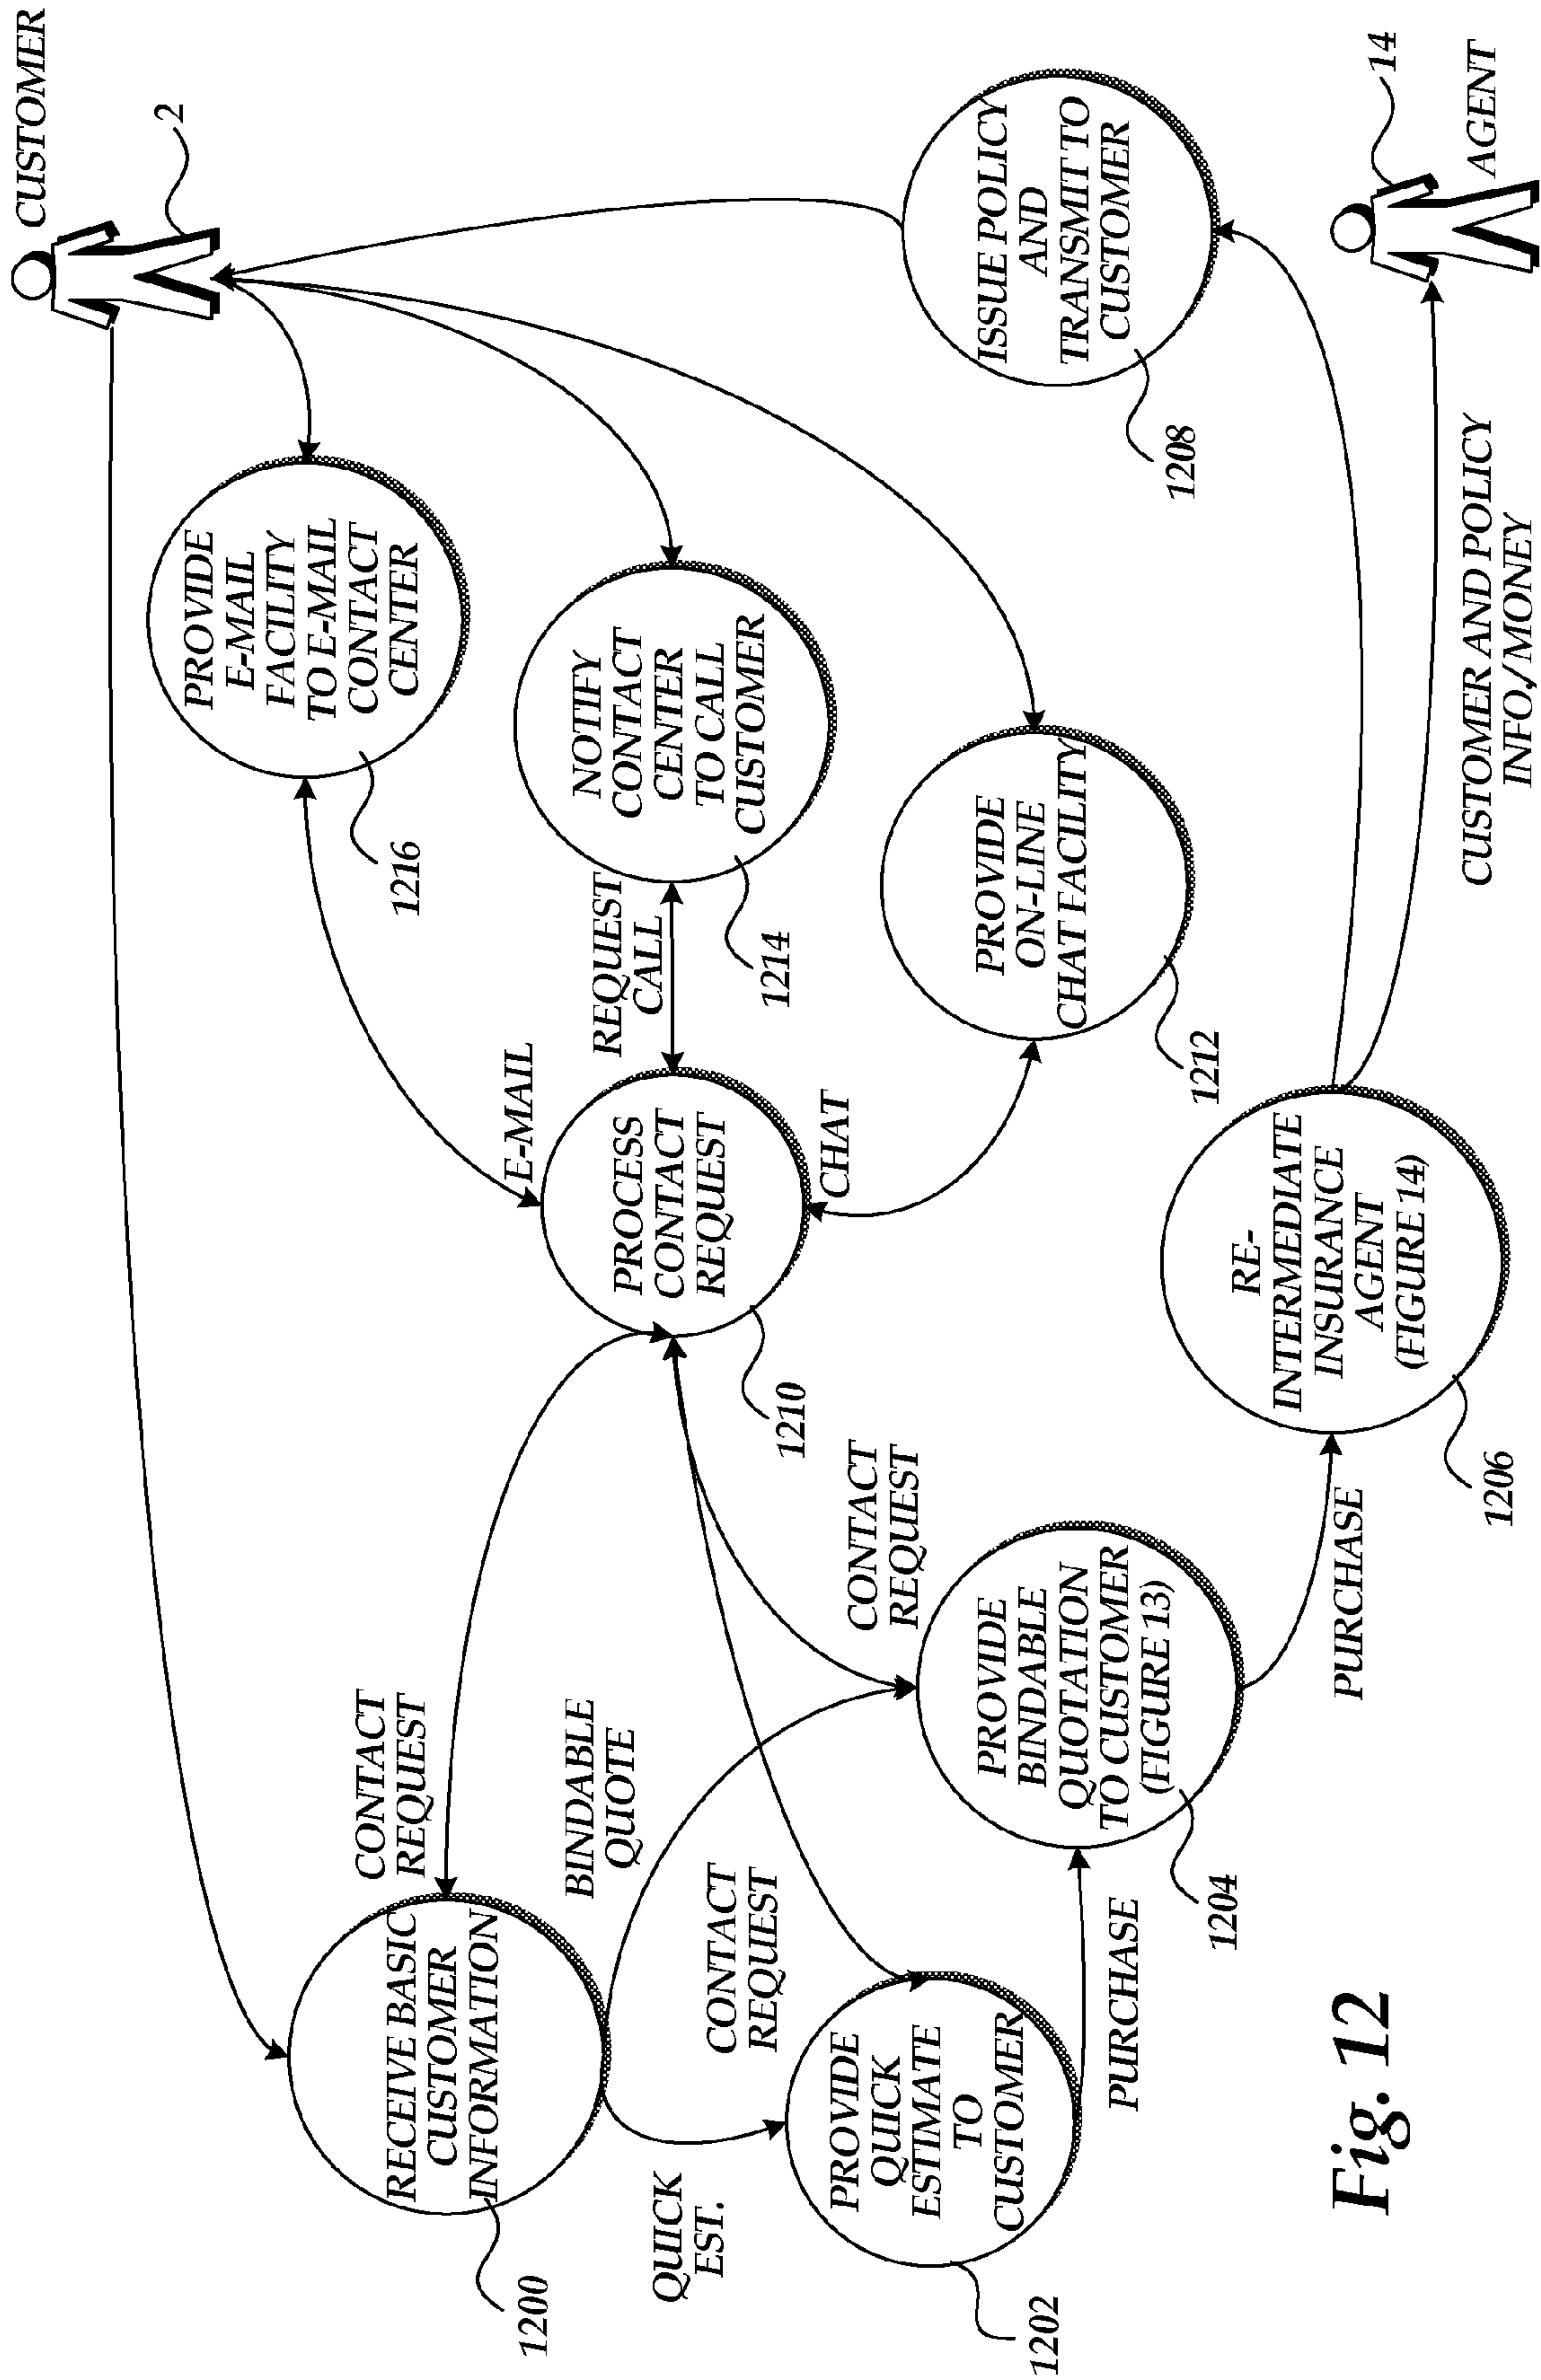 CUSTOMER
2
CONTACT
REQUEST
RECEIVE BASIC
CUSTOMER
INFORMATION
1200
PROVIDE
E-MAIL
FACILITY
TO E-MAIL
CONTACT
CENTER
1216
E-MAIL
REQUEST
CALL
NOTIFY
CONTACT
CENTER
TO CALL
CUSTOMER
1214
BINDABLE
QUOTE
PROCESS
CONTACT
REQUEST
1210
QUICK
EST.
CONTACT
REQUEST
CONTACT
REQUEST
CHAT
PROVIDE
QUICK
ESTIMATE
TO
CUSTOMER
1202
PROVIDE
BINDABLE
QUOTATION
TO CUSTOMER
(FIGURE 13)
1204
PROVIDE
ON-LINE
CHAT FACILITY
1212
ISSUE POLICY
AND
TRANSMIT TO
CUSTOMER
1208
PURCHASE
PURCHASE
RE-
INTERMEDIATE
INSURANCE
AGENT
(FIGURE 14)
1206
14
AGENT
CUSTOMER AND POLICY
INFO./MONEY
Fig. 12